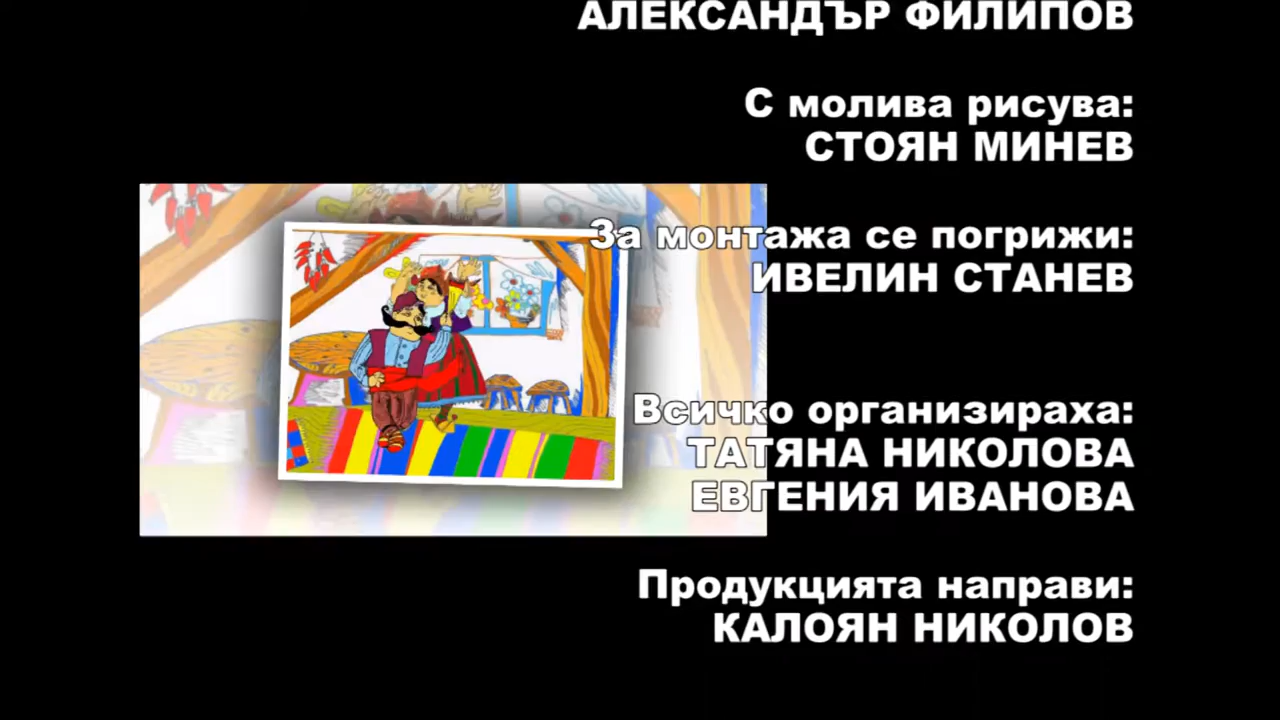 АЛЕКСАНДЪР ФИЛИПОВ
С молива рисува:
СТОЯН МИНЕВ
За монтажа се погрижи:
ИВЕЛИН СТАНЕВ
Всичко организираха:
ТАТЯНА НИКОЛОВА
ЕВГЕНИЯ ИВАНОВА
Продукцията направи:
КАЛОЯН НИКОЛОВ